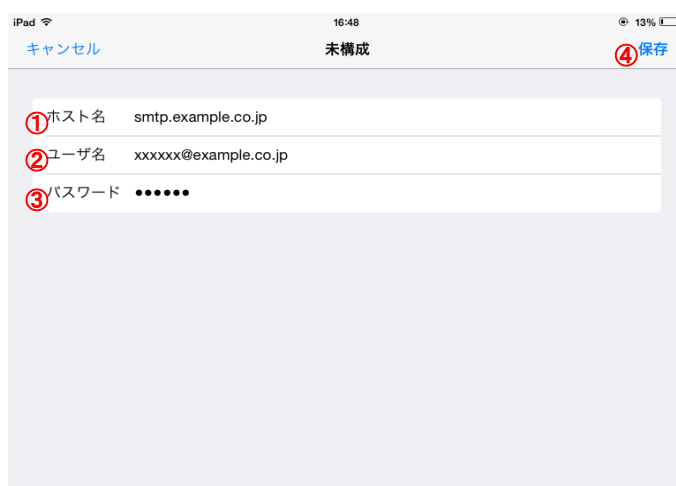 iPad 16:48 13%
キャンセル 未構成 ④保存
①ホスト名 smtp.example.co.jp
②ユーザ名 xxxxxx@example.co.jp
③パスワード ●●●●●●